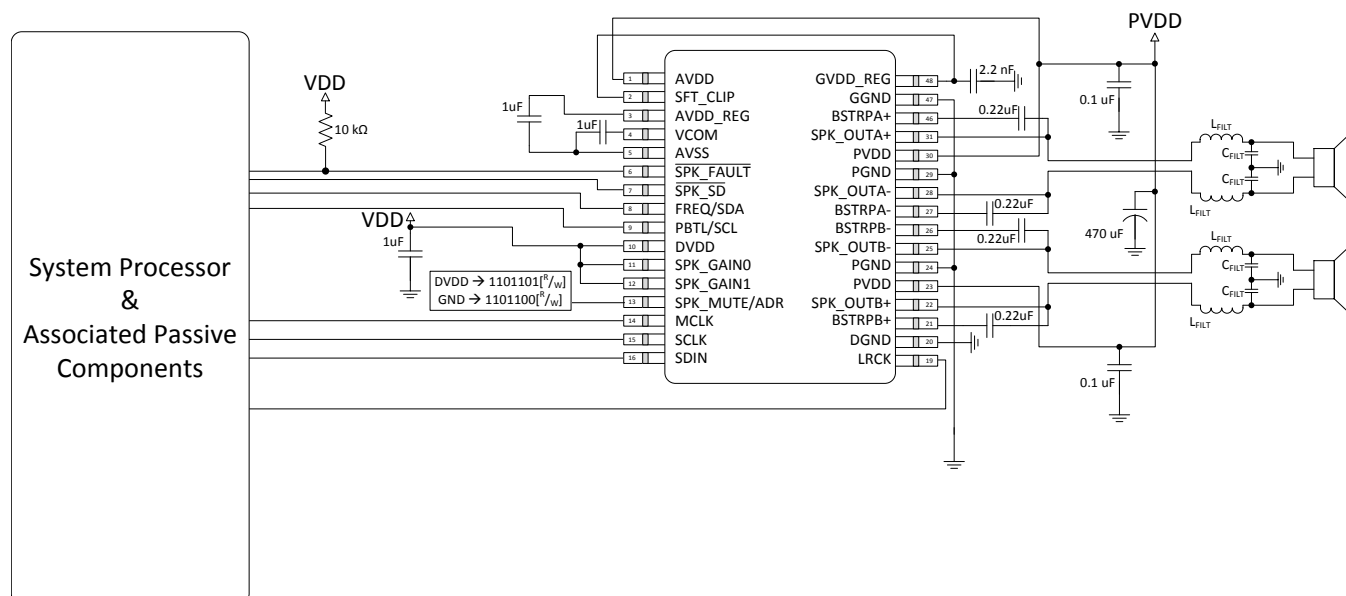 System Processor
&
Associated Passive
Components
VDD
10 kΩ
1uF
1uF
VDD
1uF
DVDD → 1101101[R/W]
GND → 1101100[R/W]
1 AVDD
2 SFT_CLIP
3 AVDD_REG
4 VCOM
5 AVSS
6 SPK_FAULT
7 SPK_SD
8 FREQ/SDA
9 PBTL/SCL
10 DVDD
11 SPK_GAIN0
12 SPK_GAIN1
13 SPK_MUTE/ADR
14 MCLK
15 SCLK
16 SDIN
GVDD_REG 48
GGND 47
BSTRPA+ 46
SPK_OUTA+ 31
PVDD 30
PGND 29
SPK_OUTA- 28
BSTRPA- 27
BSTRPB- 26
SPK_OUTB- 25
PGND 24
PVDD 23
SPK_OUTB+ 22
BSTRPB+ 21
DGND 20
LRCK 19
2.2 nF
0.22uF
0.22uF
0.22uF
0.22uF
PVDD
0.1 uF
470 uF
0.1 uF
LFILT
CFILT
CFILT
LFILT
LFILT
CFILT
CFILT
LFILT